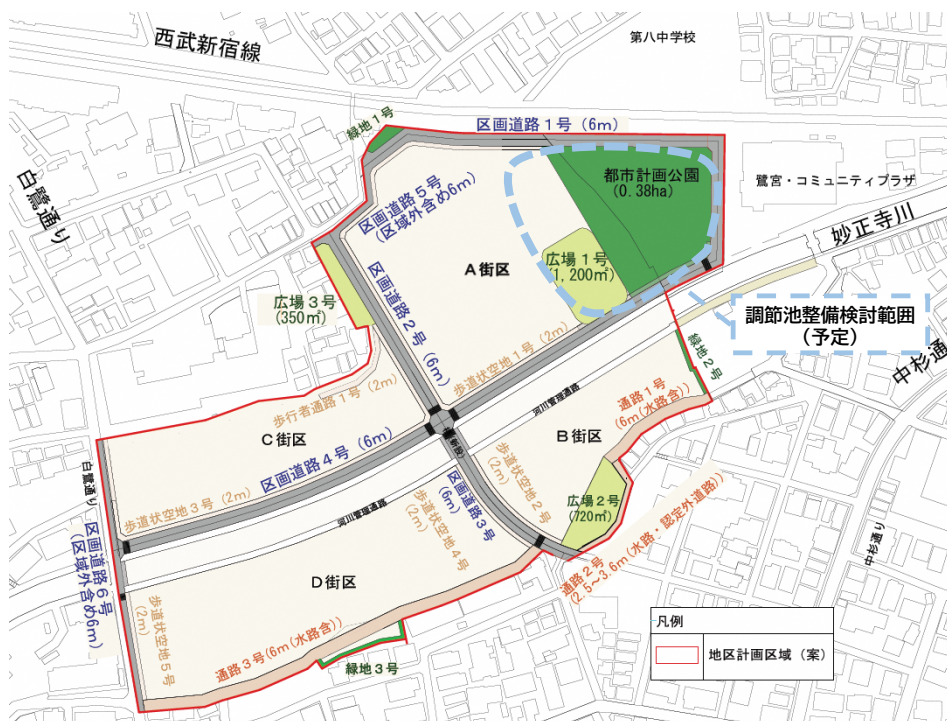 西武新宿線
第八中学校
白鷺通り
緑地1号
区画道路1号(6m)
都市計画公園
(0.38ha)
鷺宮・コミュニティプラザ
妙正寺川
区画道路5号
(区域外含め6m)
A街区
広場1号
(1,200㎡)
広場3号
(350㎡)
区画道路2号(6m)
歩道状空地1号(2m)
調節池整備検討範囲
(予定)
緑地2号
中杉通り
歩行者通路1号(2m)
河川管理通路
通路1号
(6m(水路含))
C街区
区画道路4号(6m)
B街区
歩道状空地3号(2m)
白鷺通り
区画道路6号
(区域外含め6m)
河川管理通路
歩道状空地4号
(2m)
区画道路3号
(6m)
歩道状空地2号
(2m)
広場2号
(720㎡)
通路2号
(2.5~3.6m(水路・認定外道路))
中杉通り
D街区
歩道状空地5号
(2m)
通路3号(6m(水路含))
緑地3号
凡例
地区計画区域(案)